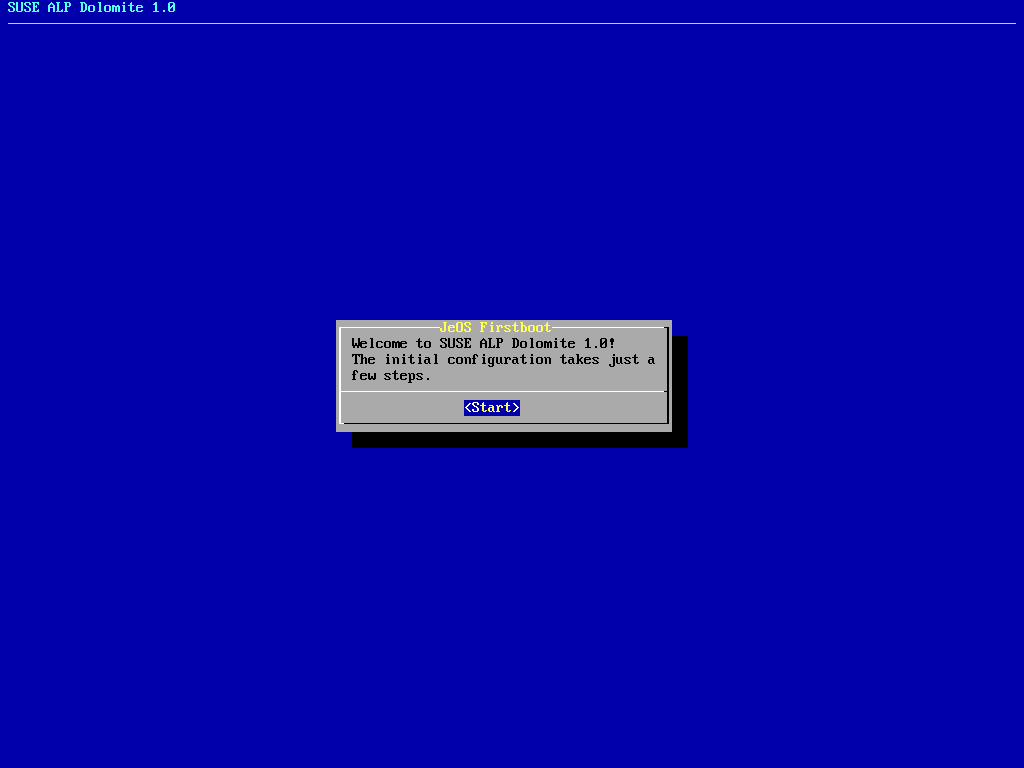 SUSE ALP Dolomite 1.0
JeOS Firstboot
Welcome to SUSE ALP Dolomite 1.0!
The initial configuration takes just a
few steps.
<Start>